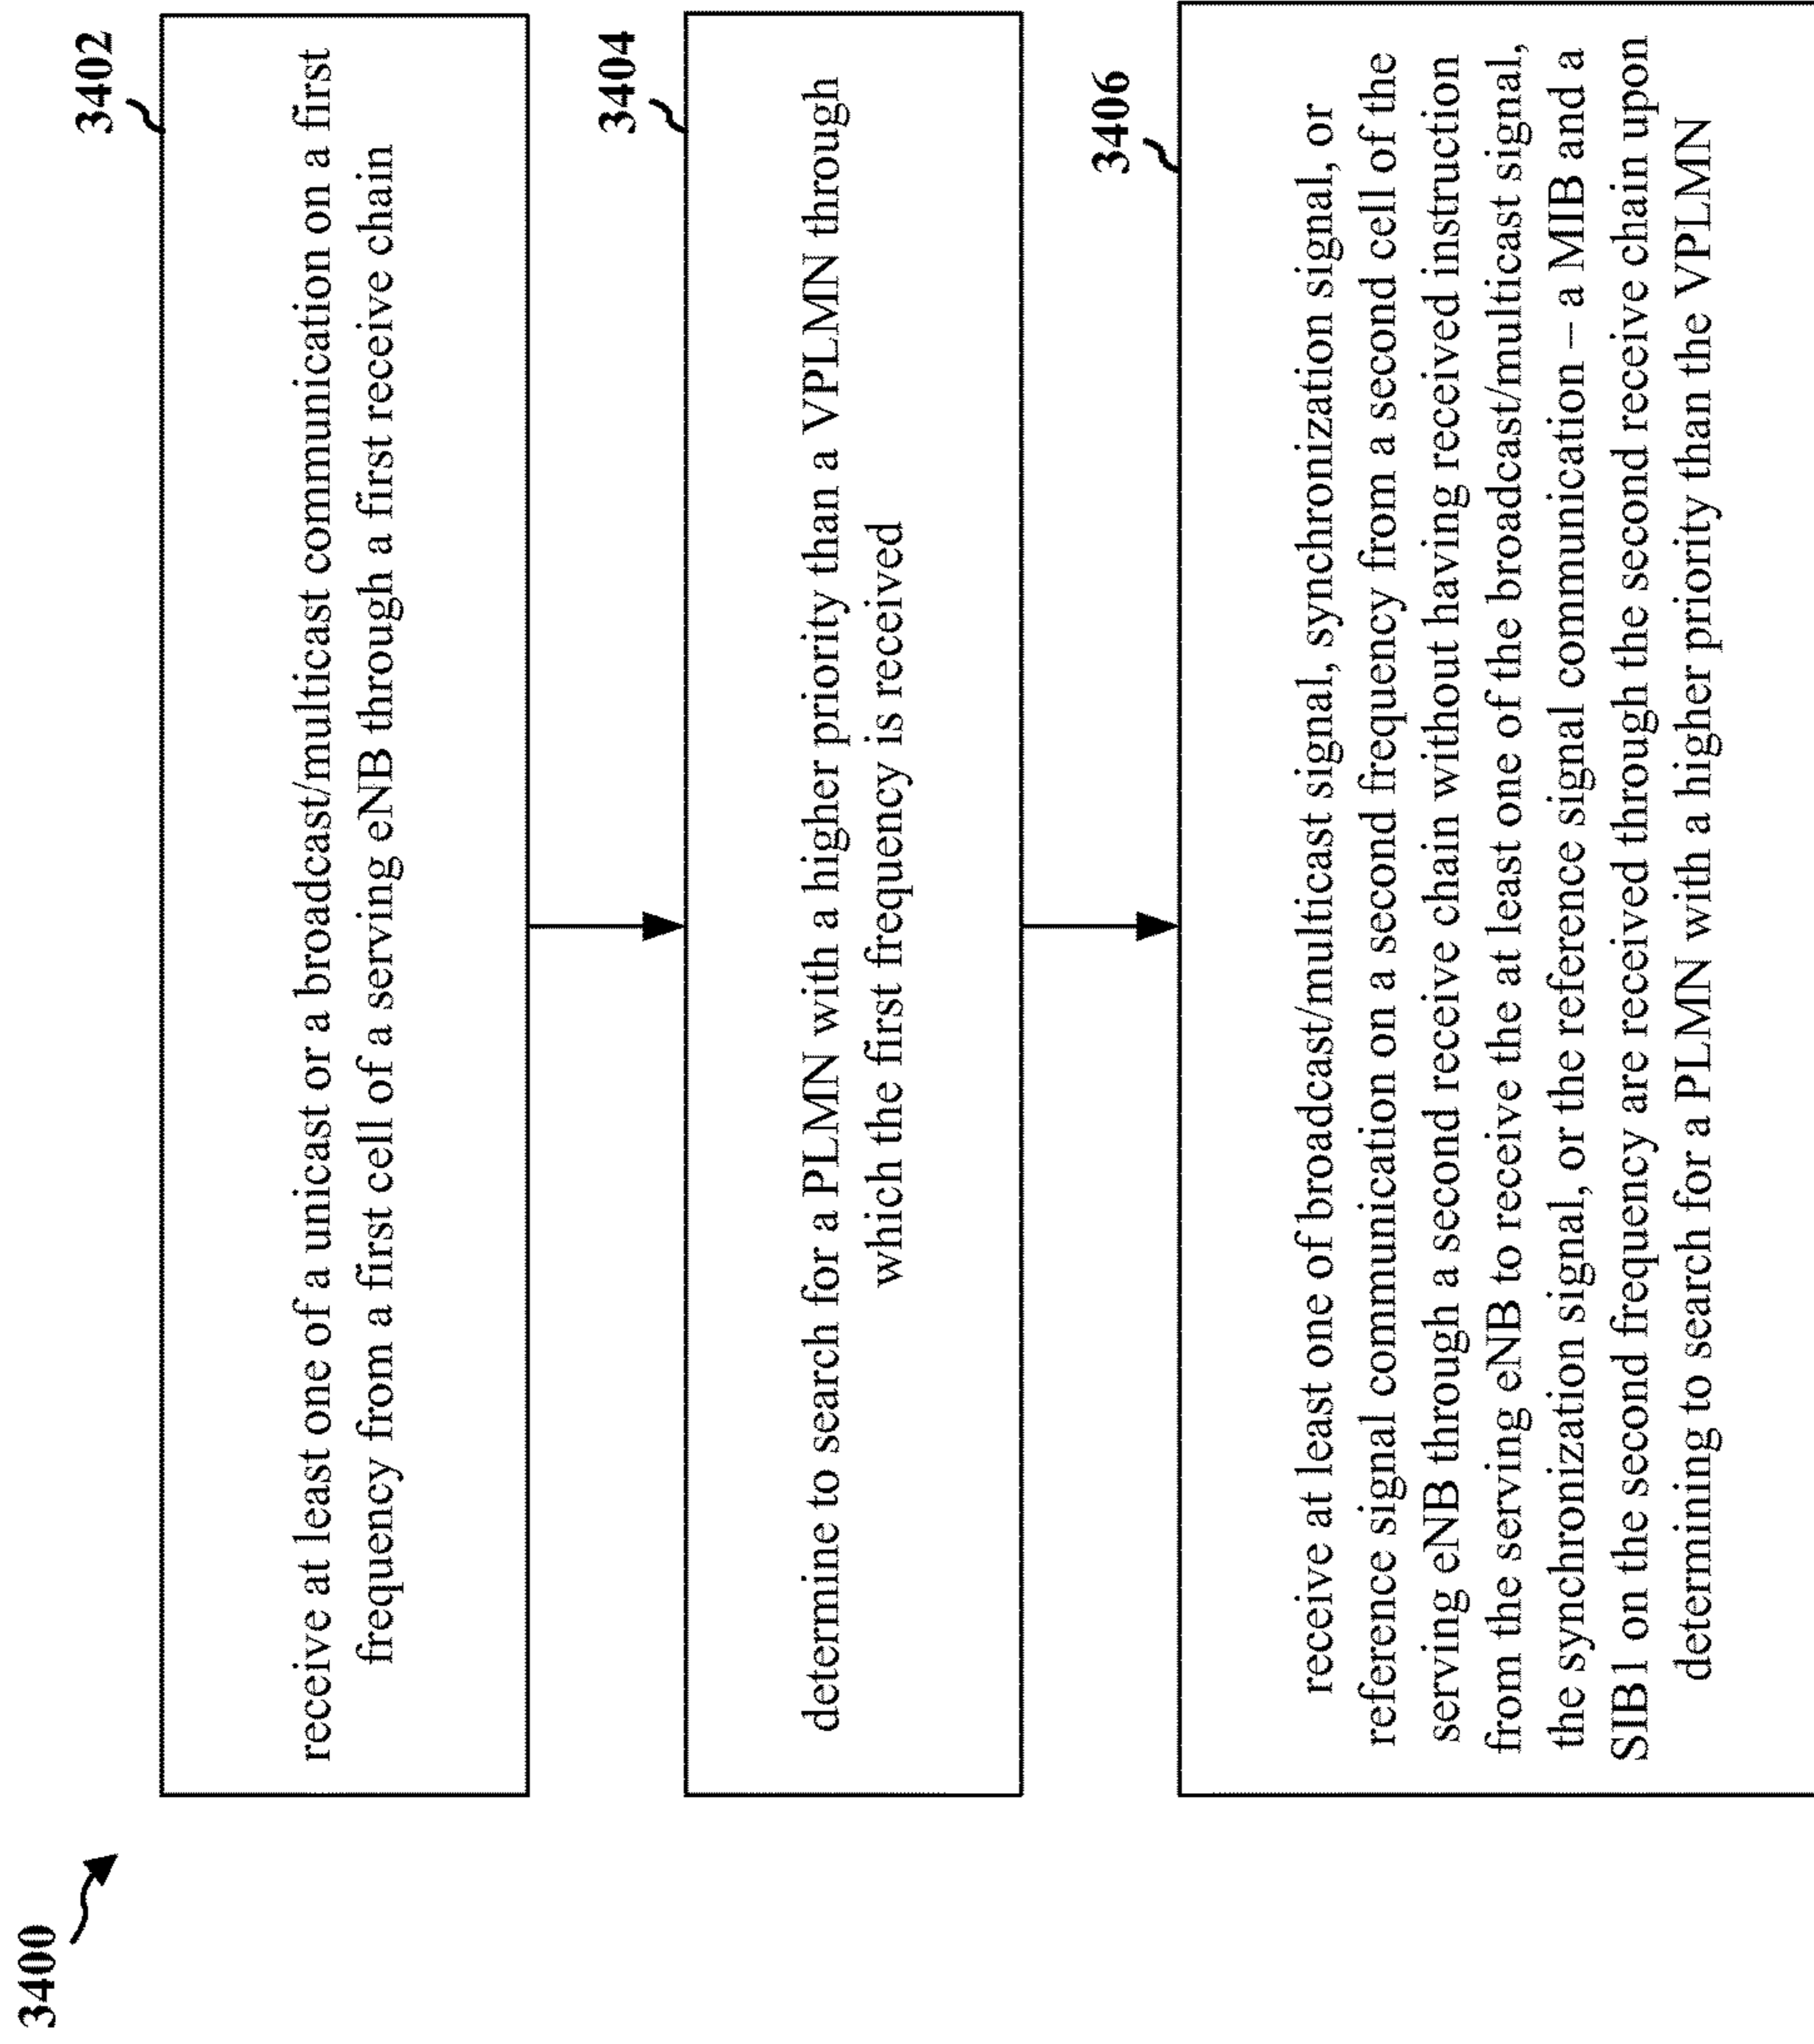 3400
3402
receive at least one of a unicast or a broadcast/multicast communication on a first
frequency from a first cell of a serving eNB through a first receive chain
3404
determine to search for a PLMN with a higher priority than a VPLMN through
which the first frequency is received
3406
receive at least one of broadcast/multicast signal, synchronization signal, or
reference signal communication on a second frequency from a second cell of the
serving eNB through a second receive chain without having received instruction
from the serving eNB to receive the at least one of the broadcast/multicast signal,
the synchronization signal, or the reference signal communication – a MIB and a
SIB1 on the second frequency are received through the second receive chain upon
determining to search for a PLMN with a higher priority than the VPLMN